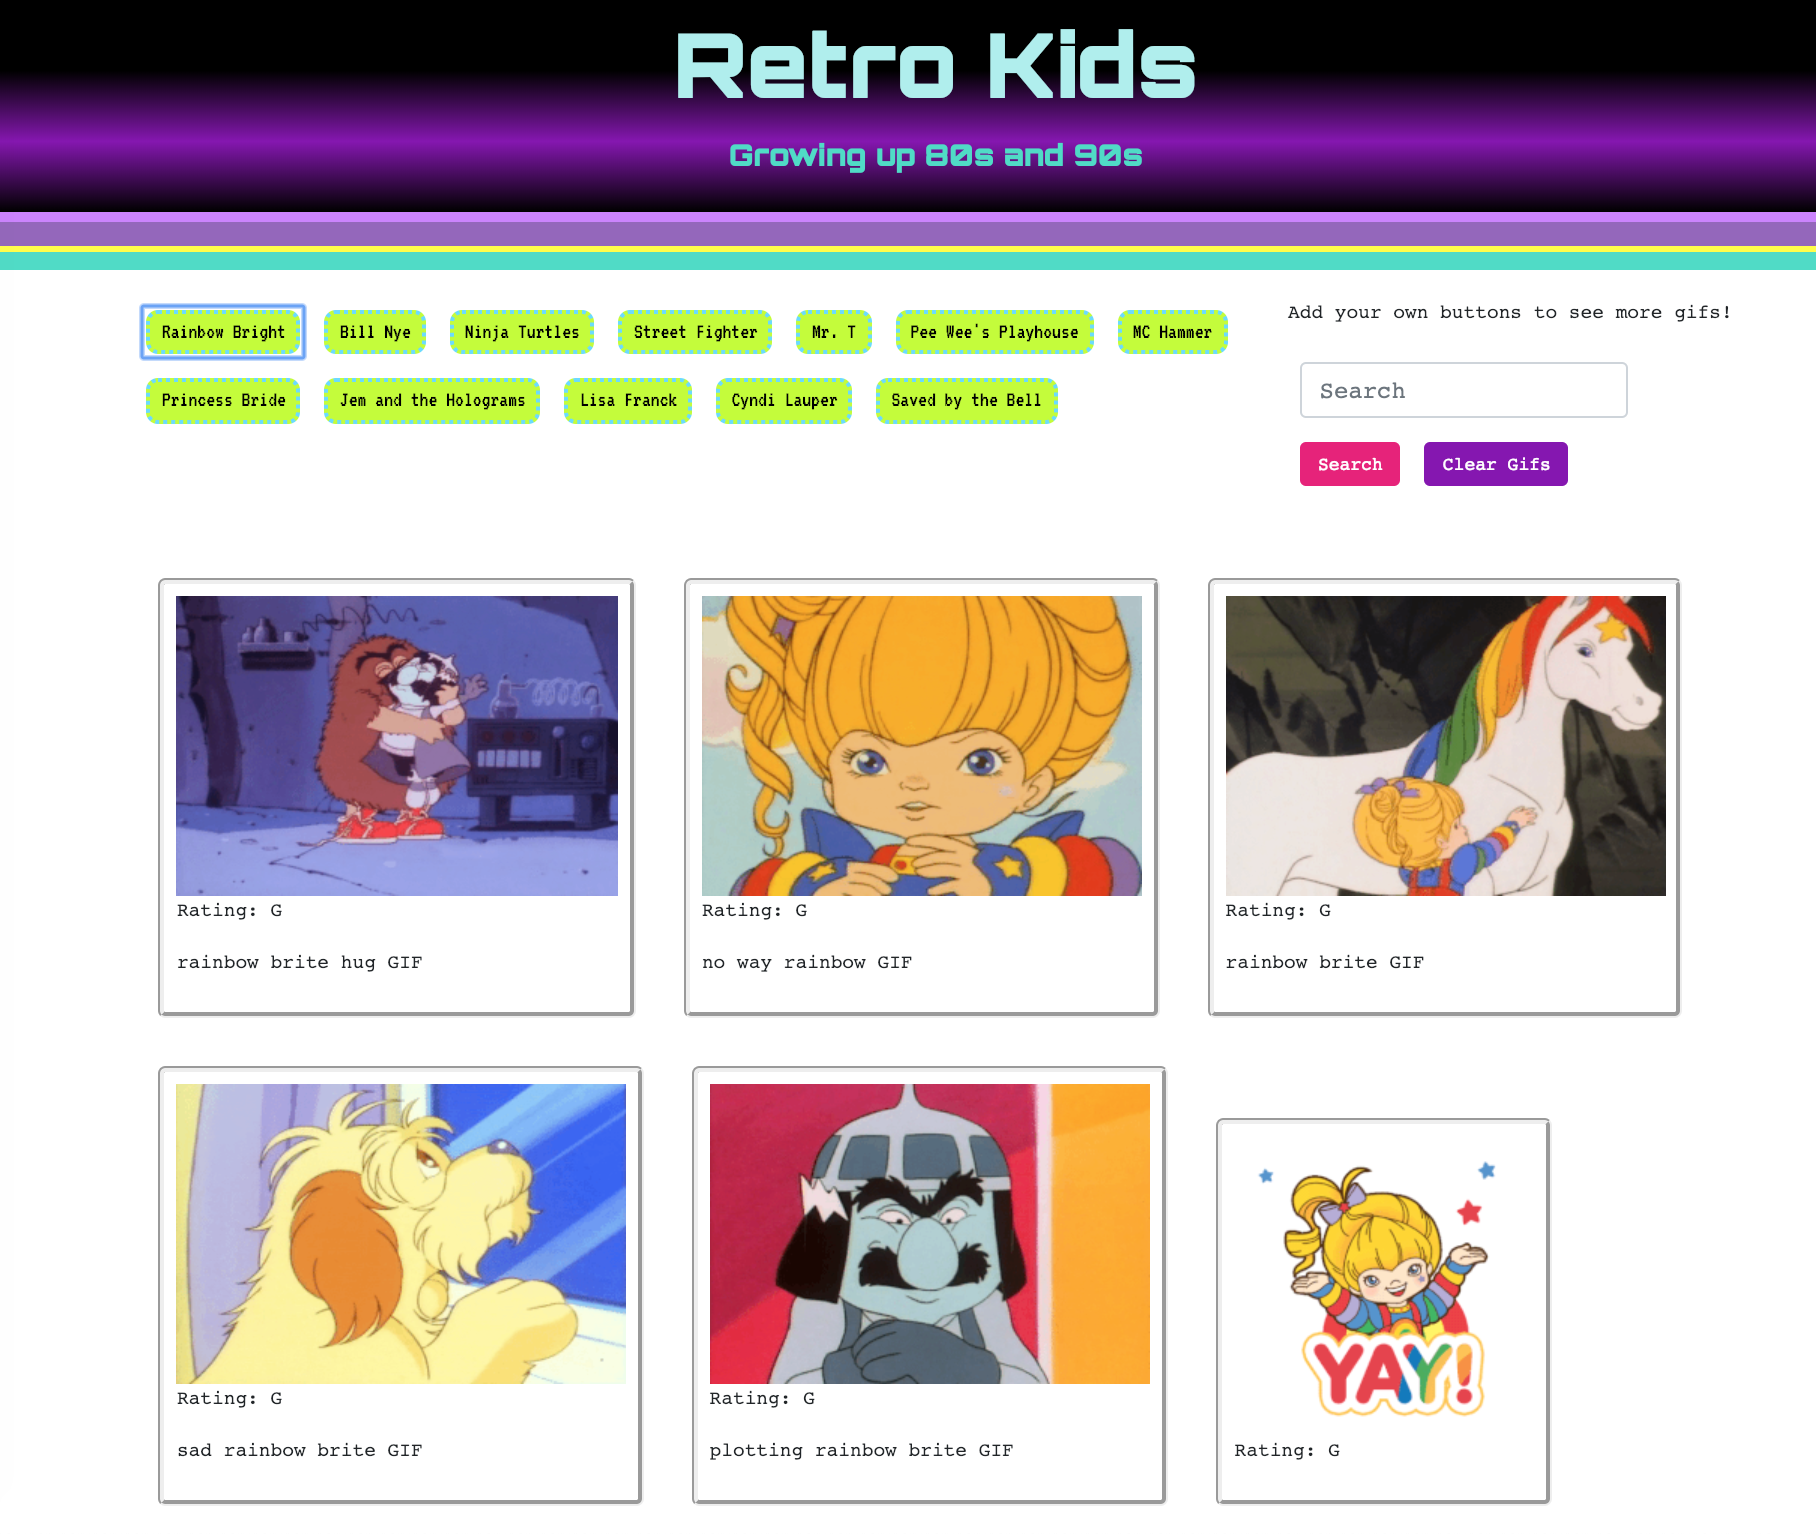 Retro Kids
Growing up 80s and 90s
Rainbow Bright
Bill Nye
Ninja Turtles
Street Fighter
Mr. T
Pee Wee's Playhouse
MC Hammer
Princess Bride
Jem and the Holograms
Lisa Franck
Cyndi Lauper
Saved by the Bell
Add your own buttons to see more gifs!
Search
Search
Clear Gifs
Rating: G
rainbow brite hug GIF
Rating: G
no way rainbow GIF
Rating: G
rainbow brite GIF
Rating: G
sad rainbow brite GIF
Rating: G
plotting rainbow brite GIF
YAY!
Rating: G